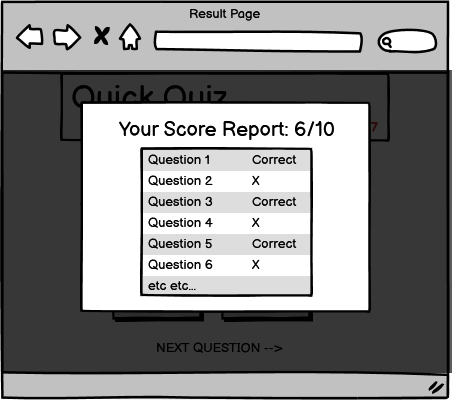 Result Page
Quick Quiz
7
Your Score Report: 6/10
Question 1 Correct
Question 2 X
Question 3 Correct
Question 4 X
Question 5 Correct
Question 6 X
etc etc...
NEXT QUESTION -->